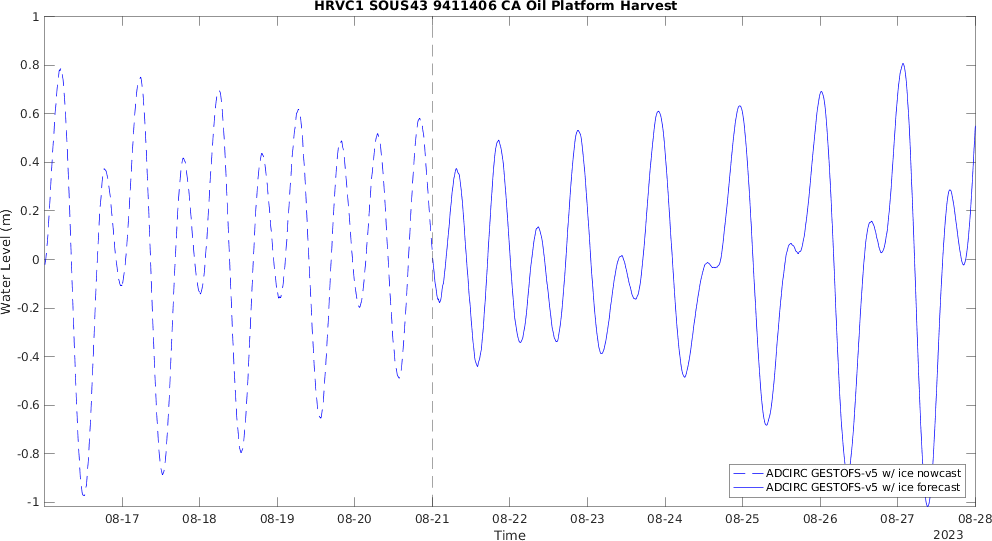 HRVC1 SOUS43 9411406 CA Oil Platform Harvest
1
0.8
0.6
0.4
0.2
0
-0.2
-0.4
-0.6
-0.8
-1
Water Level (m)
ADCIRC GESTOFS-v5 w/ ice nowcast
ADCIRC GESTOFS-v5 w/ ice forecast
08-17 08-18 08-19 08-20 08-21 08-22 08-23 08-24 08-25 08-26 08-27 08-28
Time
2023